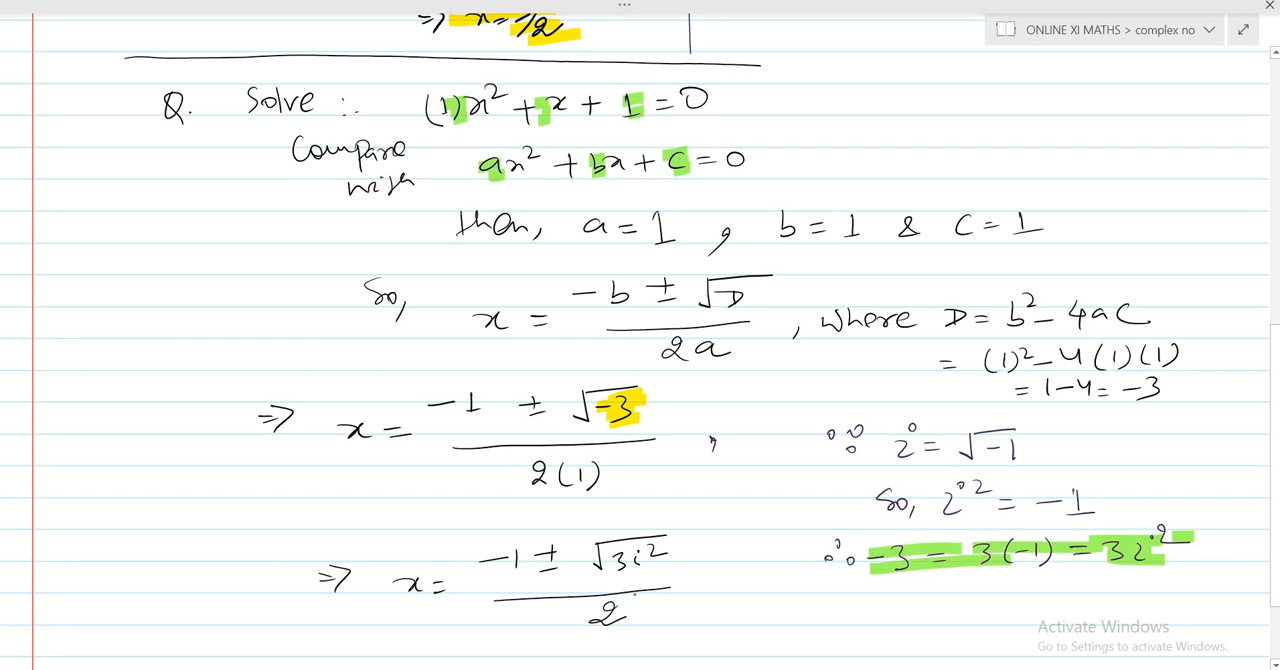 ⇒ x = 1/2
ONLINE XI MATHS > complex no
Q. Solve :- (1)x² + x + 1 = 0
Compare with ax² + bx + c = 0
then, a = 1 , b = 1 & c = 1
So, x = (-b ± √D) / 2a , where D = b² - 4ac
= (1)² - 4(1)(1)
= 1-4 = -3
⇒ x = (-1 ± √-3) / 2(1) ,
∵ i = √-1
So, i² = -1
∴ -3 = 3(-1) = 3i²
⇒ x = (-1 ± √3i²) / 2
Activate Windows
Go to Settings to activate Windows.